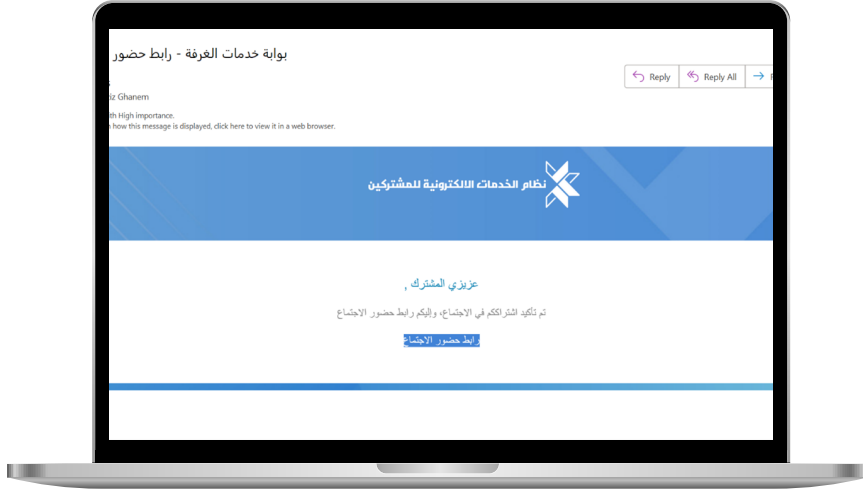 بوابة خدمات الغرفة - رابط حضور
Reply Reply All
iz Ghanem
th High importance.
how this message is displayed, click here to view it in a web browser.
نظام الخدمات الالكترونية للمشتركين
عزيزي المشترك ,
تم تأكيد اشتراككم في الاجتماع، وإليكم رابط حضور الاجتماع
رابط حضور الاجتماع